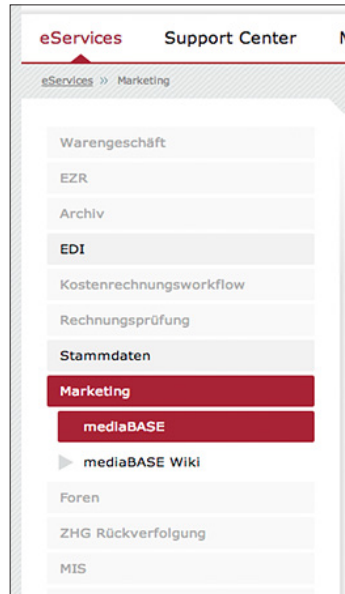 eServices Support Center
eServices » Marketing
Warengeschäft
EZR
Archiv
EDI
Kostenrechnungsworkflow
Rechnungsprüfung
Stammdaten
Marketing
mediaBASE
mediaBASE Wiki
Foren
ZHG Rückverfolgung
MIS